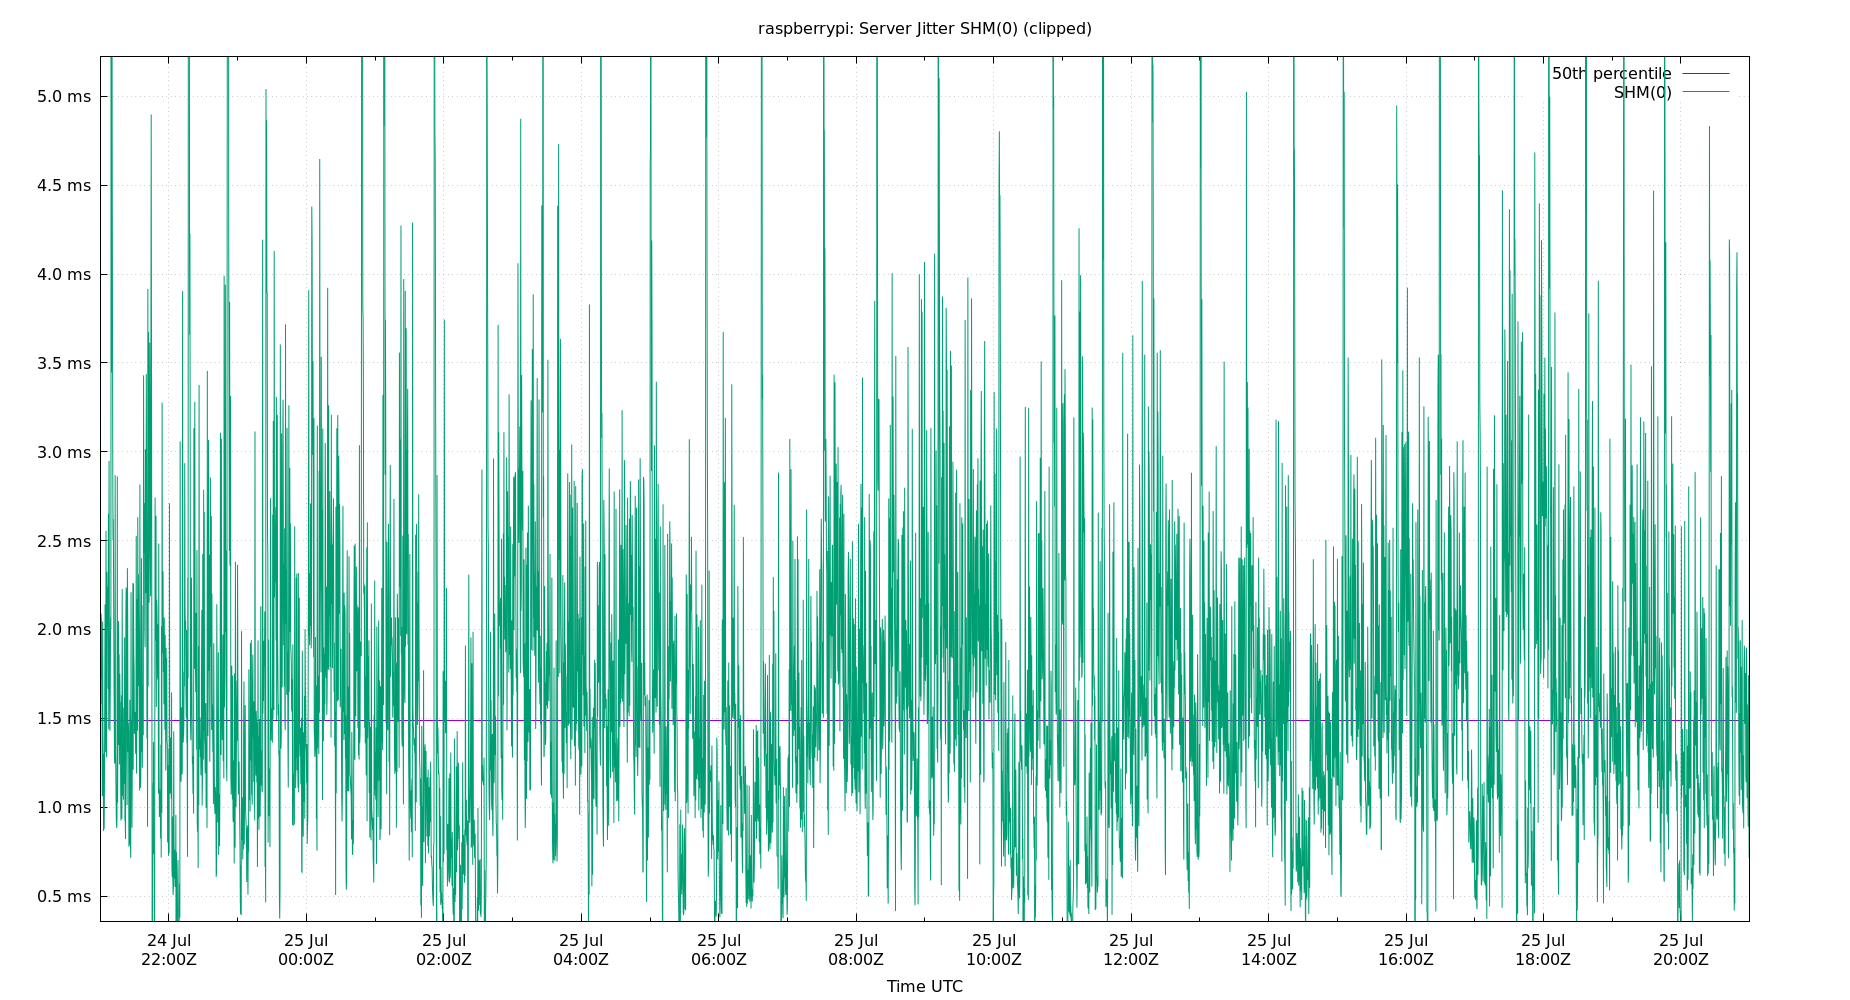 raspberrypi: Server Jitter SHM(0) (clipped)
50th percentile
SHM(0)
5.0 ms
4.5 ms
4.0 ms
3.5 ms
3.0 ms
2.5 ms
2.0 ms
1.5 ms
1.0 ms
0.5 ms
24 Jul 25 Jul 25 Jul 25 Jul 25 Jul 25 Jul 25 Jul 25 Jul 25 Jul 25 Jul 25 Jul 25 Jul
22:00Z 00:00Z 02:00Z 04:00Z 06:00Z 08:00Z 10:00Z 12:00Z 14:00Z 16:00Z 18:00Z 20:00Z
Time UTC